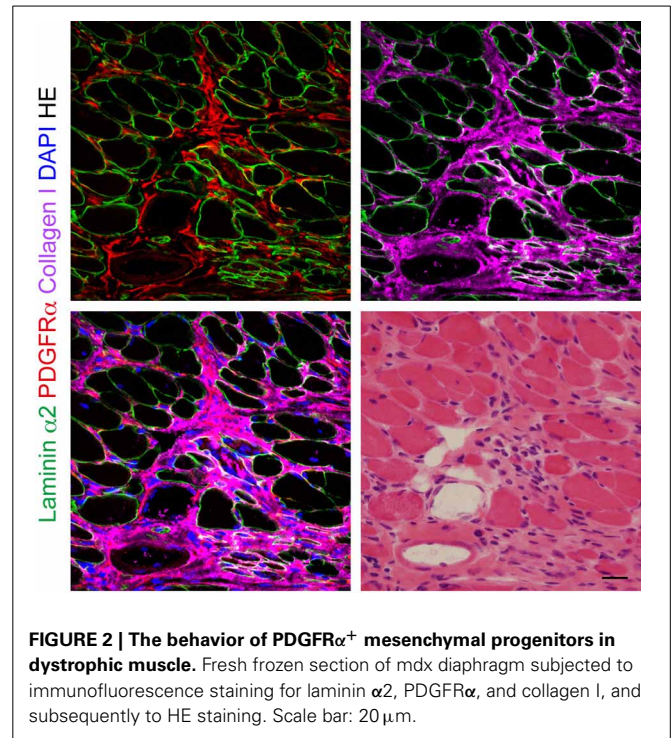 Laminin α2 PDGFRα Collagen I DAPI HE
FIGURE 2 | The behavior of PDGFRα+ mesenchymal progenitors in
dystrophic muscle. Fresh frozen section of mdx diaphragm subjected to
immunofluorescence staining for laminin α2, PDGFRα, and collagen I, and
subsequently to HE staining. Scale bar: 20 μm.